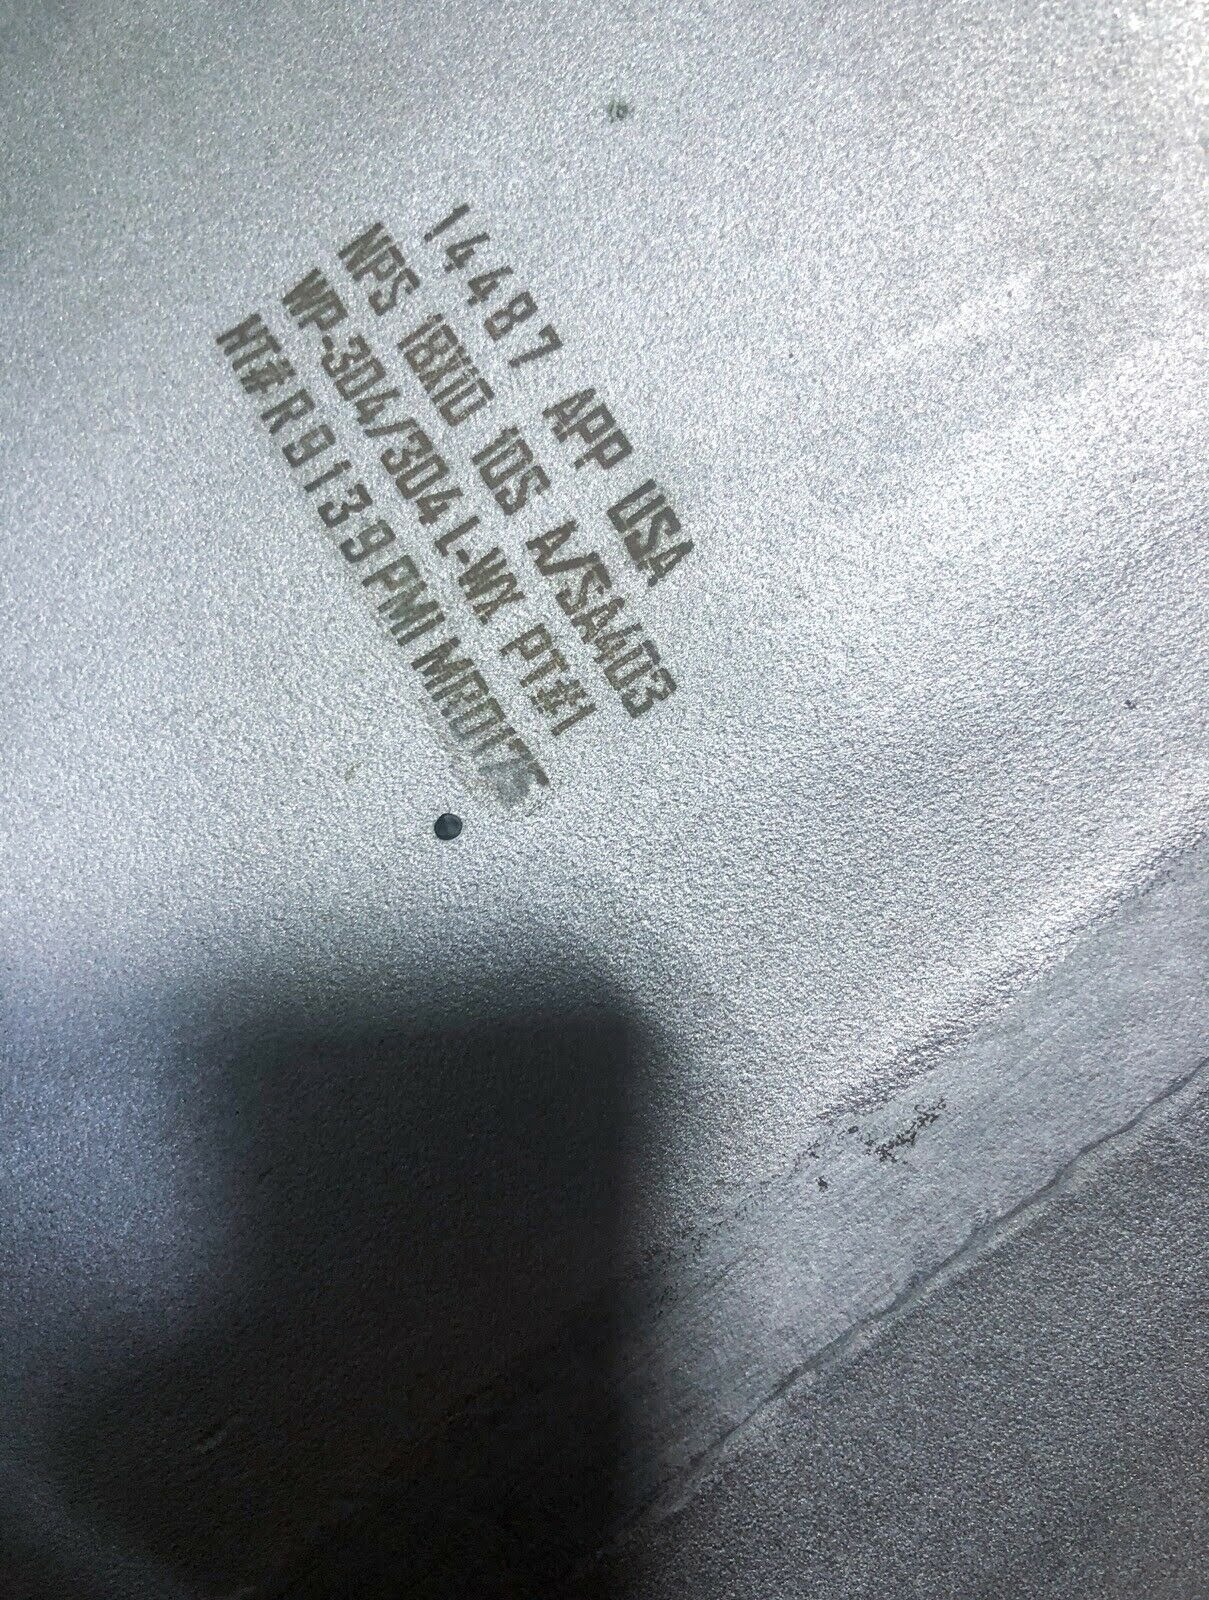 14487 APP USA
NPS 18X10 10S A/SA403
WP-304/304L-WX PT#1
HT# R9139 PMI MR0175